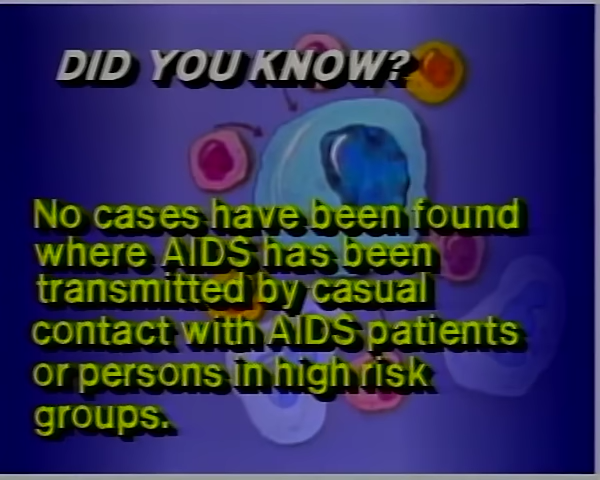 DID YOU KNOW?
No cases have been found
where AIDS has been
transmitted by casual
contact with AIDS patients
or persons in high risk
groups.